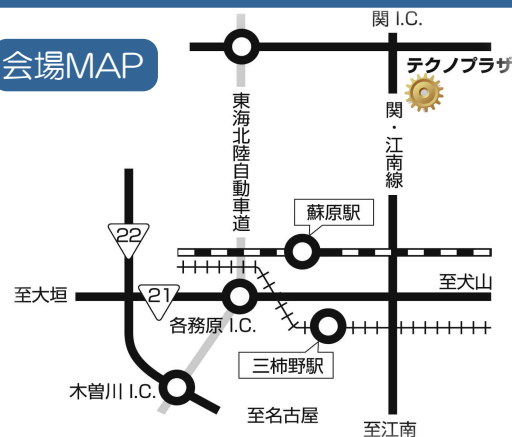 関 I.C.
会場MAP
テクノプラザ
東海北陸自動車道
関・江南線
蘇原駅
22
至大垣
21
至犬山
各務原 I.C.
三柿野駅
木曽川 I.C.
至名古屋
至江南